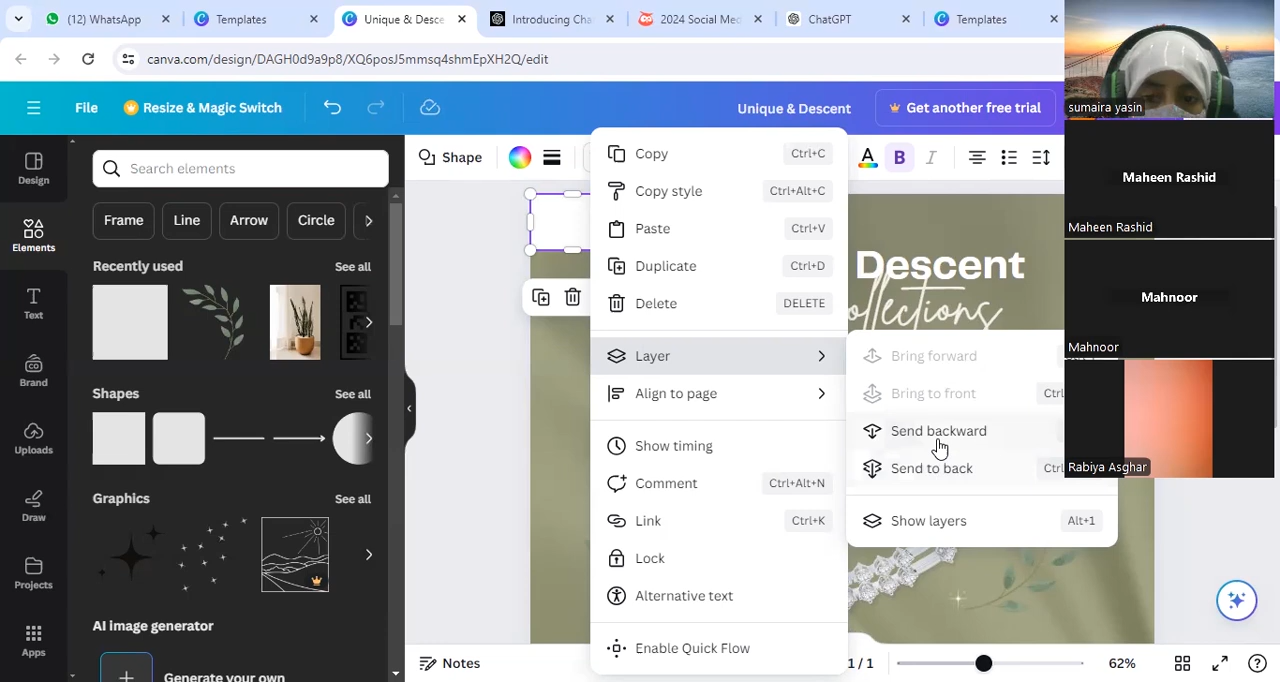 (12) WhatsApp
Templates
Unique & Desce
Introducing Cha
2024 Social Med
ChatGPT
Templates
canva.com/design/DAGH0d9a9p8/XQ6posJ5mmsq4shmEpXH2Q/edit
File
Resize & Magic Switch
Unique & Descent
Get another free trial
sumaira yasin
Design
Elements
Text
Brand
Uploads
Draw
Projects
Apps
Search elements
Frame
Line
Arrow
Circle
Recently used
See all
Shapes
See all
Graphics
See all
AI image generator
Generate your own
Shape
A
B
I
Copy Ctrl+C
Copy style Ctrl+Alt+C
Paste Ctrl+V
Duplicate Ctrl+D
Delete DELETE
Layer
Align to page
Show timing
Comment Ctrl+Alt+N
Link Ctrl+K
Lock
Alternative text
Enable Quick Flow
Descent
ollections
Bring forward
Bring to front Ctrl
Send backward
Send to back Ctrl
Show layers Alt+1
Maheen Rashid
Maheen Rashid
Mahnoor
Mahnoor
Rabiya Asghar
Notes
1 / 1
62%